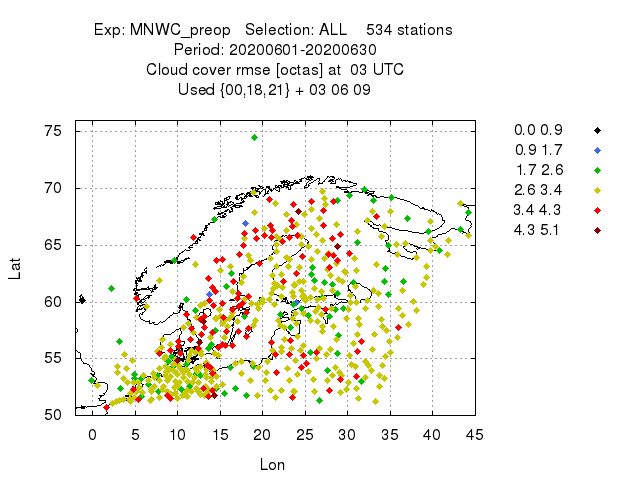 Exp: MNWC_preop   Selection: ALL    534 stations
Period: 20200601-20200630
Cloud cover rmse [octas] at  03 UTC
Used {00,18,21} + 03 06 09
75
70
65
60
55
50
Lat
0 5 10 15 20 25 30 35 40 45
Lon
0.0 0.9
0.9 1.7
1.7 2.6
2.6 3.4
3.4 4.3
4.3 5.1